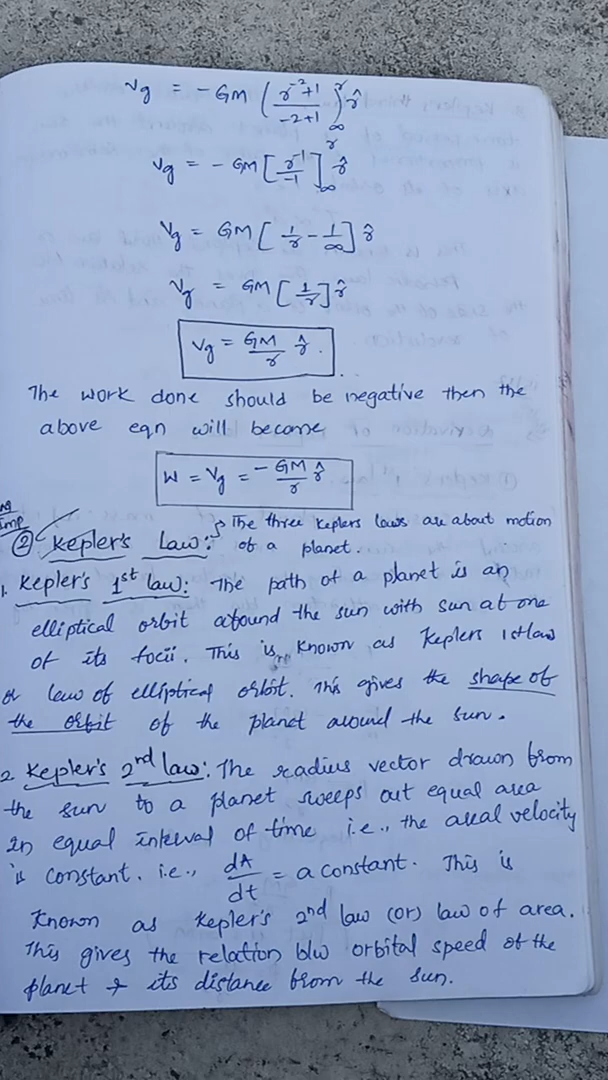 Vg = -GM (r^-2+1 / -2+1)^r_∞ r̂
Vg = -GM [r^-1 / -1]^r_∞ r̂
Vg = GM [1/r - 1/∞] r̂
Vg = GM [1/r] r̂
Vg = GM/r r̂.
The work done should be negative then the
above eqn will become
W = Vg = -GM/r r̂
imp
② Kepler's Law: → The three Keplers laws are about motion
of a planet.
1. Kepler's 1st law: The path of a planet is an
elliptical orbit around the sun with sun at one
of its focii. This is known as Keplers 1st law
or law of elliptical orbit. This gives the shape of
the orbit of the planet around the sun.
2. Kepler's 2nd law: The radius vector drawn from
the sun to a planet sweeps out equal area
in equal interval of time i.e., the areal velocity
is constant. i.e., dA/dt = a constant. This is
Known as Kepler's 2nd law (or) law of area.
This gives the relation b/w orbital speed of the
planet & its distance from the sun.